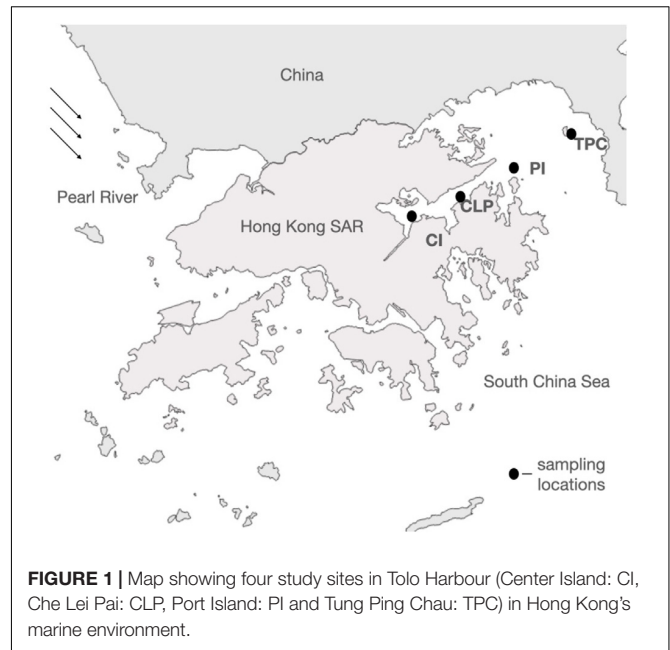 China
TPC
PI
Pearl River
CLP
Hong Kong SAR
CI
South China Sea
sampling
locations
FIGURE 1 | Map showing four study sites in Tolo Harbour (Center Island: CI,
Che Lei Pai: CLP, Port Island: PI and Tung Ping Chau: TPC) in Hong Kong's
marine environment.